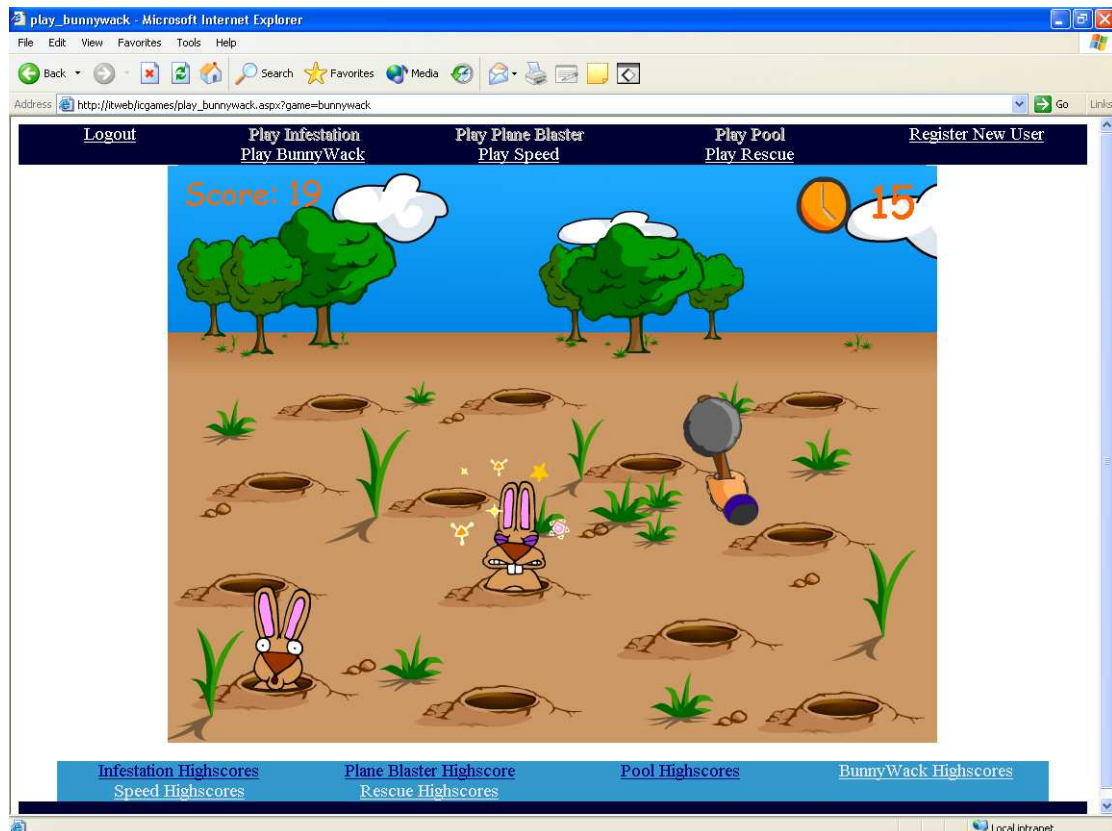 play_bunnywack - Microsoft Internet Explorer
File Edit View Favorites Tools Help
Back Search Favorites Media
Address http://itweb/icgames/play_bunnywack.aspx?game=bunnywack Go Links
Logout Play Infestation Play Plane Blaster Play Pool Register New User
Play BunnyWack Play Speed Play Rescue
Score: 19 15
Infestation Highscores Plane Blaster Highscore Pool Highscores BunnyWack Highscores
Speed Highscores Rescue Highscores
Local intranet